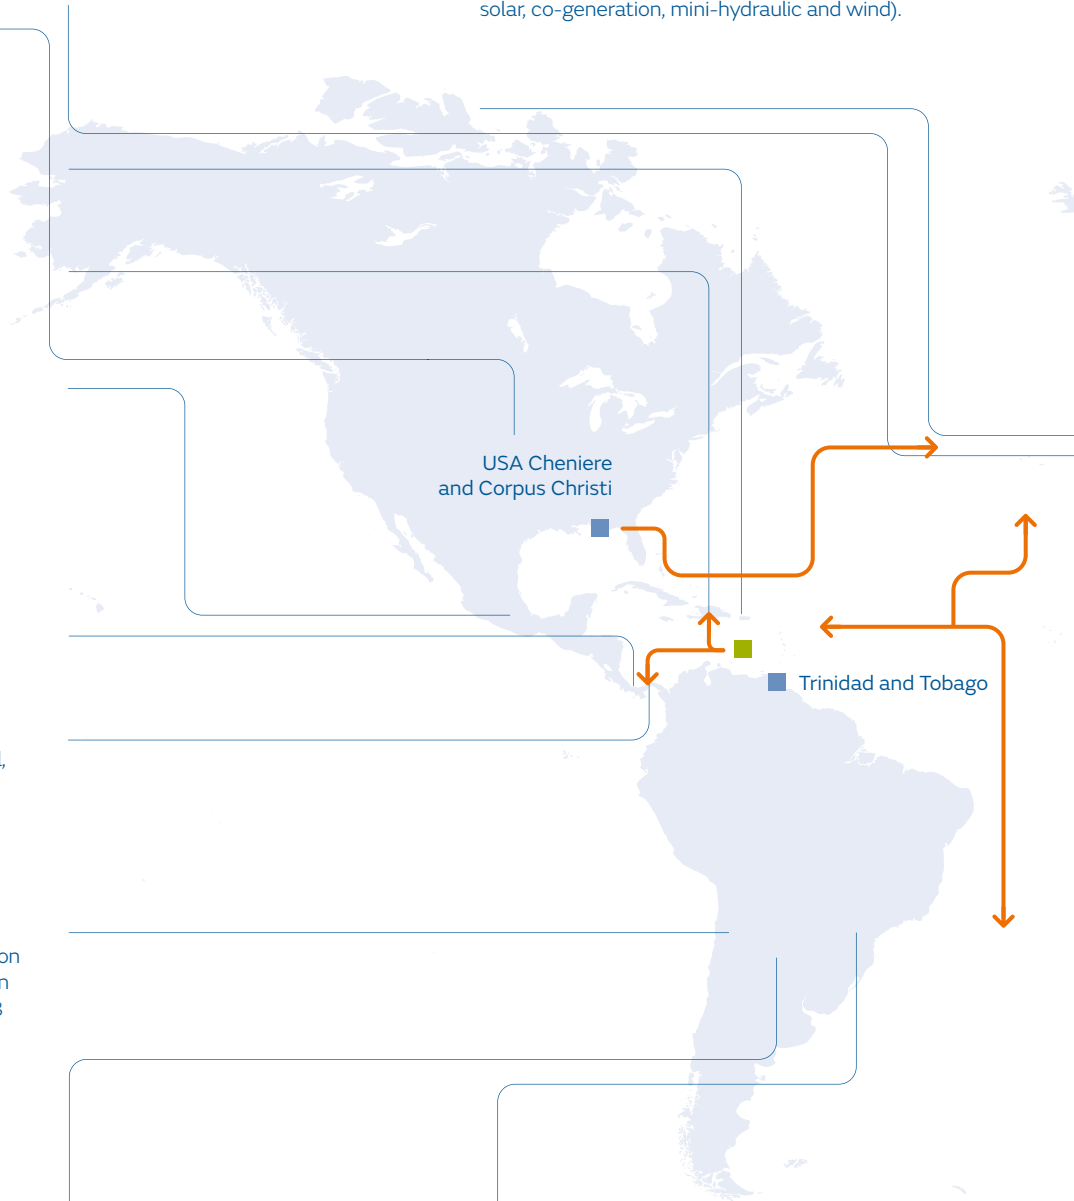 solar, co-generation, mini-hydraulic and wind).
USA Cheniere
and Corpus Christi
Trinidad and Tobago